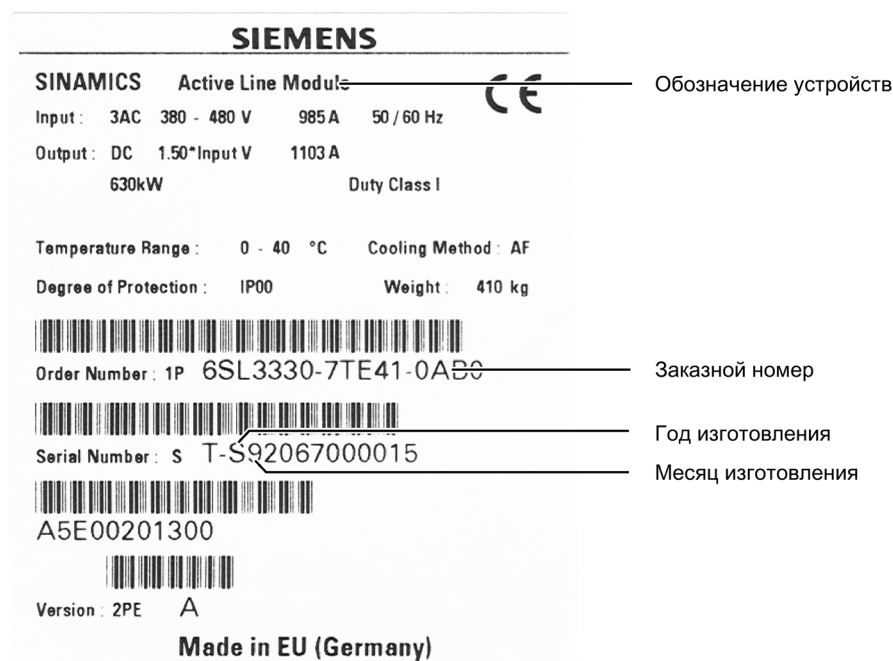 SIEMENS
SINAMICS Active Line Module
Обозначение устройств
Input : 3AC 380 - 480 V 985 A 50 / 60 Hz
Output : DC 1.50*Input V 1103 A
630kW Duty Class I
Temperature Range : 0 - 40 °C Cooling Method : AF
Degree of Protection : IP00 Weight : 410 kg
Order Number : 1P 6SL3330-7TE41-0AB0
Заказной номер
Год изготовления
Serial Number : S T-S92067000015
Месяц изготовления
A5E00201300
Version : 2PE A
Made in EU (Germany)